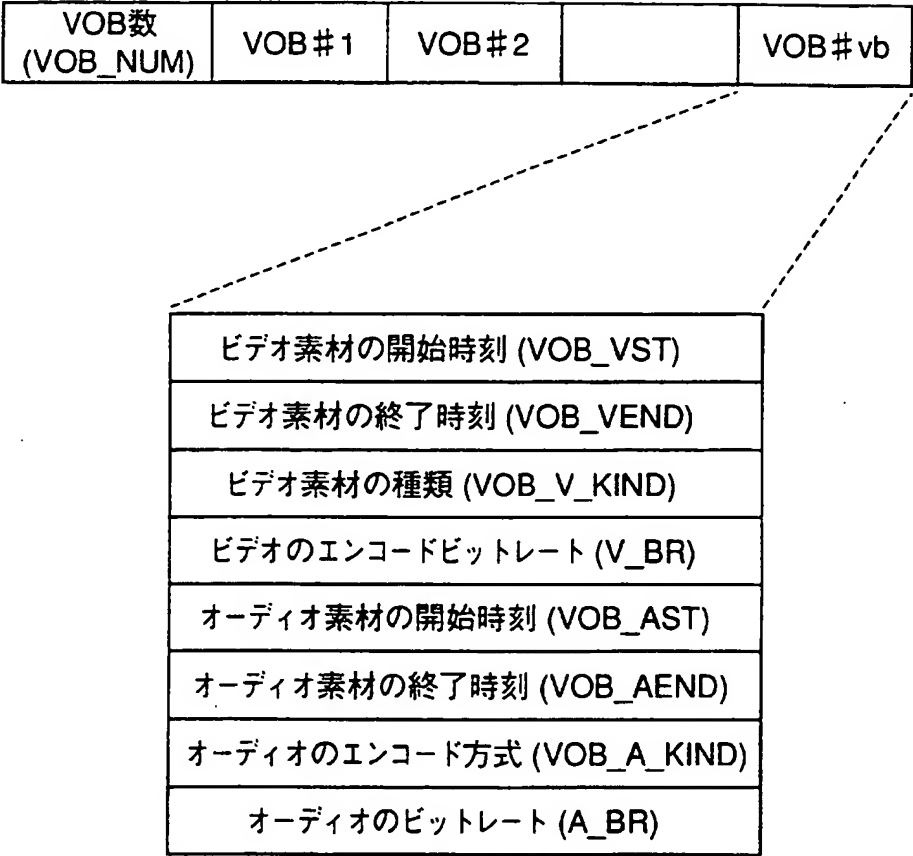 VOB数
(VOB_NUM)
VOB♯1
VOB♯2
VOB♯vb
ビデオ素材の開始時刻 (VOB_VST)
ビデオ素材の終了時刻 (VOB_VEND)
ビデオ素材の種類 (VOB_V_KIND)
ビデオのエンコードビットレート (V_BR)
オーディオ素材の開始時刻 (VOB_AST)
オーディオ素材の終了時刻 (VOB_AEND)
オーディオのエンコード方式 (VOB_A_KIND)
オーディオのビットレート (A_BR)